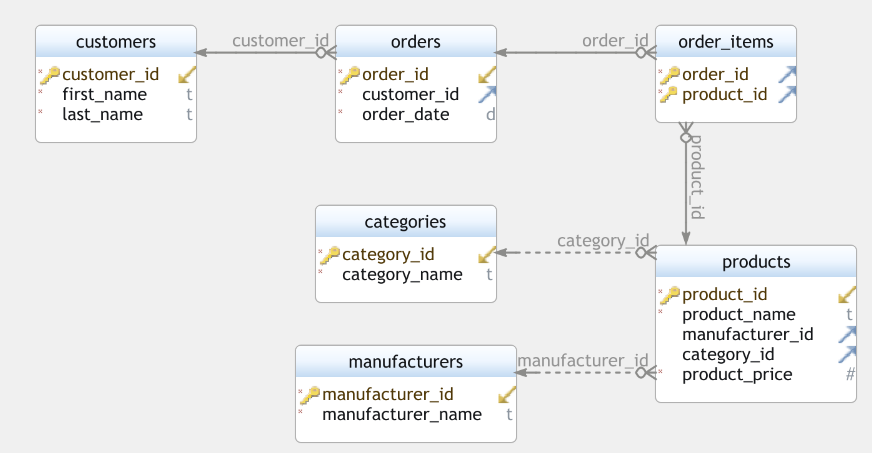 customers
customer_id
first_name t
last_name t
customer_id
orders
order_id
customer_id
order_date d
order_id
order_items
order_id
product_id
product_id
categories
category_id
category_name t
category_id
products
product_id
product_name t
manufacturer_id
category_id
product_price #
manufacturers
manufacturer_id
manufacturer_name t
manufacturer_id